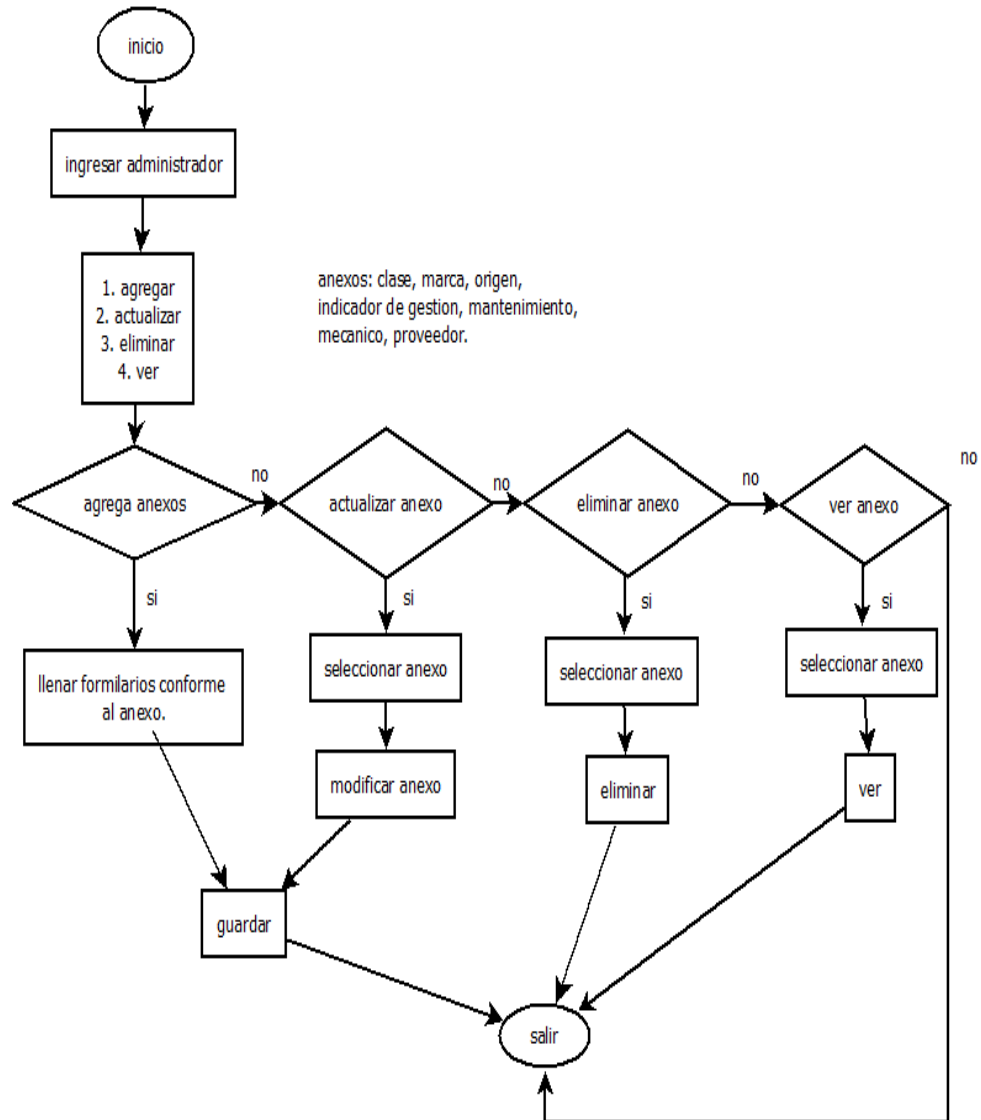 inicio
ingresar administrador
1. agregar
2. actualizar
3. eliminar
4. ver
anexos: clase, marca, origen,
indicador de gestion, mantenimiento,
mecanico, proveedor.
agrega anexos
no
actualizar anexo
no
eliminar anexo
no
ver anexo
no
si
si
si
si
llenar formilarios conforme
al anexo.
seleccionar anexo
seleccionar anexo
seleccionar anexo
modificar anexo
eliminar
ver
guardar
salir